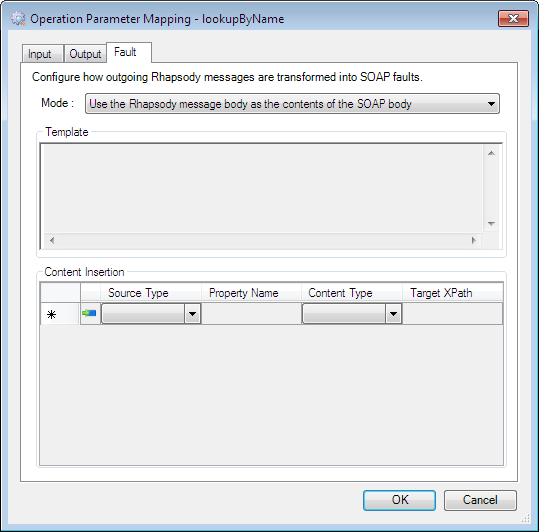 Operation Parameter Mapping - lookupByName
Input Output Fault
Configure how outgoing Rhapsody messages are transformed into SOAP faults.
Mode : Use the Rhapsody message body as the contents of the SOAP body
Template
Content Insertion
Source Type Property Name Content Type Target XPath
OK Cancel